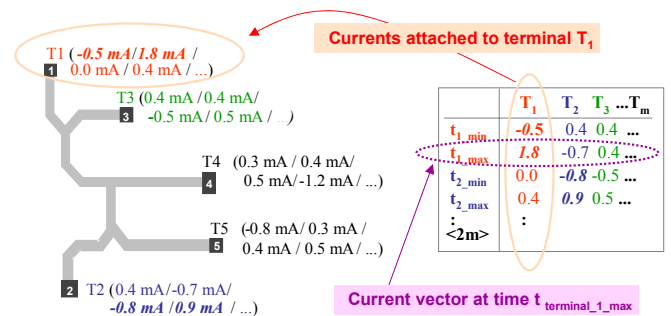 Currents attached to terminal T1
T1 (-0.5 mA/1.8 mA /
0.0 mA / 0.4 mA / ...)
1
T3 (0.4 mA / 0.4 mA/
-0.5 mA / 0.5 mA / ...)
3
T4 (0.3 mA / 0.4 mA/
0.5 mA/-1.2 mA / ...)
4
T5 (-0.8 mA/ 0.3 mA /
0.4 mA / 0.5 mA / ...)
5
2
T2 (0.4 mA/-0.7 mA/
-0.8 mA /0.9 mA / ...)
T1 T2 T3 ...Tm
t1_min -0.5 0.4 0.4 ...
t1_max 1.8 -0.7 0.4 ...
t2_min 0.0 -0.8 -0.5 ...
t2_max 0.4 0.9 0.5 ...
: :
<2m>
Current vector at time t terminal_1_max